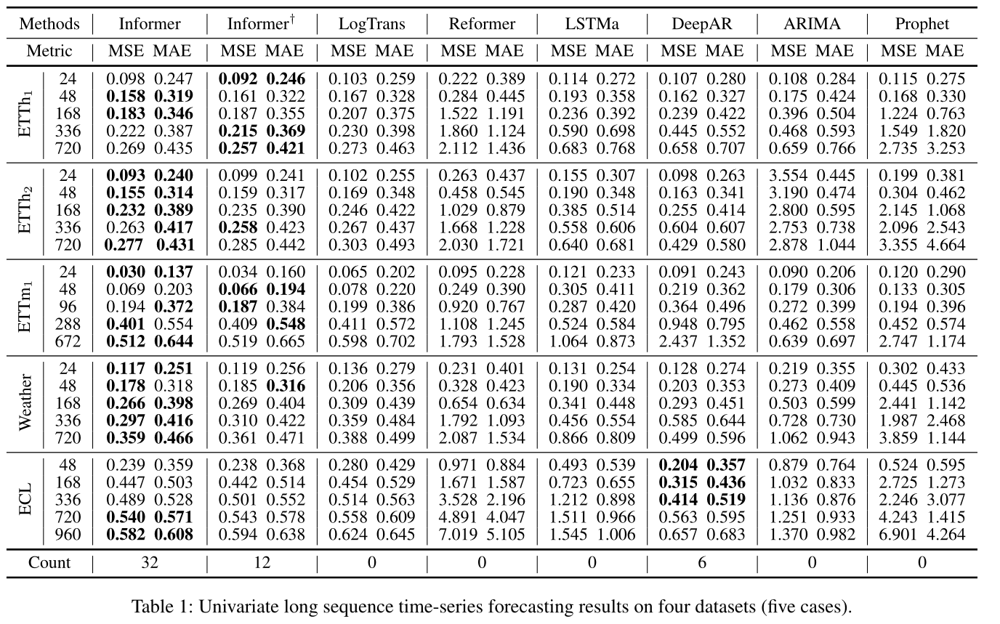 Methods Informer Informer† LogTrans Reformer LSTMa DeepAR ARIMA Prophet
Metric MSE MAE MSE MAE MSE MAE MSE MAE MSE MAE MSE MAE MSE MAE MSE MAE
ETTh1
24 0.098 0.247 0.092 0.246 0.103 0.259 0.222 0.389 0.114 0.272 0.107 0.280 0.108 0.284 0.115 0.275
48 0.158 0.319 0.161 0.322 0.167 0.328 0.284 0.445 0.193 0.358 0.162 0.327 0.175 0.424 0.168 0.330
168 0.183 0.346 0.187 0.355 0.207 0.375 1.522 1.191 0.236 0.392 0.239 0.422 0.396 0.504 1.224 0.763
336 0.222 0.387 0.215 0.369 0.230 0.398 1.860 1.124 0.590 0.698 0.445 0.552 0.468 0.593 1.549 1.820
720 0.269 0.435 0.257 0.421 0.273 0.463 2.112 1.436 0.683 0.768 0.658 0.707 0.659 0.766 2.735 3.253
ETTh2
24 0.093 0.240 0.099 0.241 0.102 0.255 0.263 0.437 0.155 0.307 0.098 0.263 3.554 0.445 0.199 0.381
48 0.155 0.314 0.159 0.317 0.169 0.348 0.458 0.545 0.190 0.348 0.163 0.341 3.190 0.474 0.304 0.462
168 0.232 0.389 0.235 0.390 0.246 0.422 1.029 0.879 0.385 0.514 0.255 0.414 2.800 0.595 2.145 1.068
336 0.263 0.417 0.258 0.423 0.267 0.437 1.668 1.228 0.558 0.606 0.604 0.607 2.753 0.738 2.096 2.543
720 0.277 0.431 0.285 0.442 0.303 0.493 2.030 1.721 0.640 0.681 0.429 0.580 2.878 1.044 3.355 4.664
ETTm1
24 0.030 0.137 0.034 0.160 0.065 0.202 0.095 0.228 0.121 0.233 0.091 0.243 0.090 0.206 0.120 0.290
48 0.069 0.203 0.066 0.194 0.078 0.220 0.249 0.390 0.305 0.411 0.219 0.362 0.179 0.306 0.133 0.305
96 0.194 0.372 0.187 0.384 0.199 0.386 0.920 0.767 0.287 0.420 0.364 0.496 0.272 0.399 0.194 0.396
288 0.401 0.554 0.409 0.548 0.411 0.572 1.108 1.245 0.524 0.584 0.948 0.795 0.462 0.558 0.452 0.574
672 0.512 0.644 0.519 0.665 0.598 0.702 1.793 1.528 1.064 0.873 2.437 1.352 0.639 0.697 2.747 1.174
Weather
24 0.117 0.251 0.119 0.256 0.136 0.279 0.231 0.401 0.131 0.254 0.128 0.274 0.219 0.355 0.302 0.433
48 0.178 0.318 0.185 0.316 0.206 0.356 0.328 0.423 0.190 0.334 0.203 0.353 0.273 0.409 0.445 0.536
168 0.266 0.398 0.269 0.404 0.309 0.439 0.654 0.634 0.341 0.448 0.293 0.451 0.503 0.599 2.441 1.142
336 0.297 0.416 0.310 0.422 0.359 0.484 1.792 1.093 0.456 0.554 0.585 0.644 0.728 0.730 1.987 2.468
720 0.359 0.466 0.361 0.471 0.388 0.499 2.087 1.534 0.866 0.809 0.499 0.596 1.062 0.943 3.859 1.144
ECL
48 0.239 0.359 0.238 0.368 0.280 0.429 0.971 0.884 0.493 0.539 0.204 0.357 0.879 0.764 0.524 0.595
168 0.447 0.503 0.442 0.514 0.454 0.529 1.671 1.587 0.723 0.655 0.315 0.436 1.032 0.833 2.725 1.273
336 0.489 0.528 0.501 0.552 0.514 0.563 3.528 2.196 1.212 0.898 0.414 0.519 1.136 0.876 2.246 3.077
720 0.540 0.571 0.543 0.578 0.558 0.609 4.891 4.047 1.511 0.966 0.563 0.595 1.251 0.933 4.243 1.415
960 0.582 0.608 0.594 0.638 0.624 0.645 7.019 5.105 1.545 1.006 0.657 0.683 1.370 0.982 6.901 4.264
Count 32 12 0 0 0 6 0 0
Table 1: Univariate long sequence time-series forecasting results on four datasets (five cases).